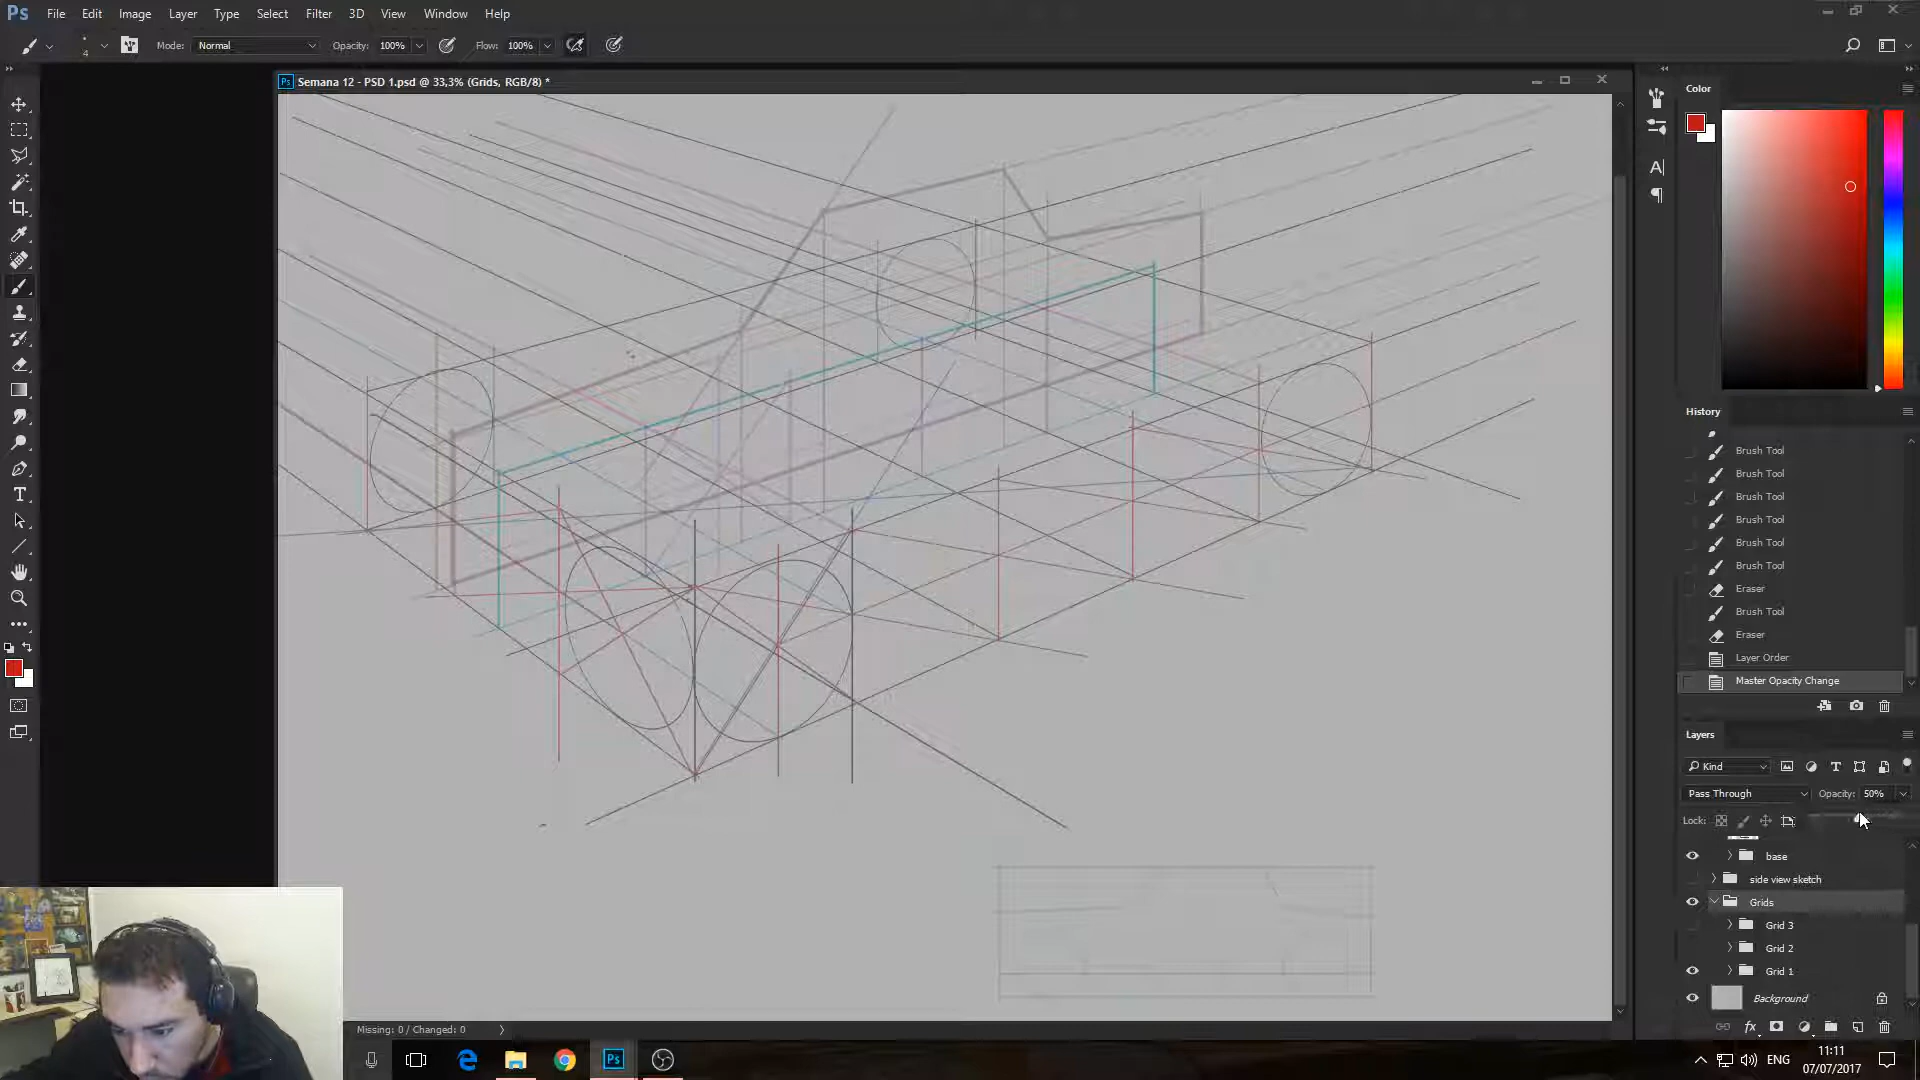 Ps File Edit Image Layer Type Select Filter 3D View Window Help
4 Mode: Normal Opacity: 100% Flow: 100%
Ps Semana 12 - PSD 1.psd @ 33,3% (Grids, RGB/8) *
Color
History
Brush Tool
Brush Tool
Brush Tool
Brush Tool
Brush Tool
Brush Tool
Eraser
Brush Tool
Eraser
Layer Order
Master Opacity Change
Layers
Kind
Pass Through Opacity: 50%
Lock:
base
side view sketch
Grids
Grid 3
Grid 2
Grid 1
Background
fx
Missing: 0 / Changed: 0
Ps
ENG
11:11
07/07/2017